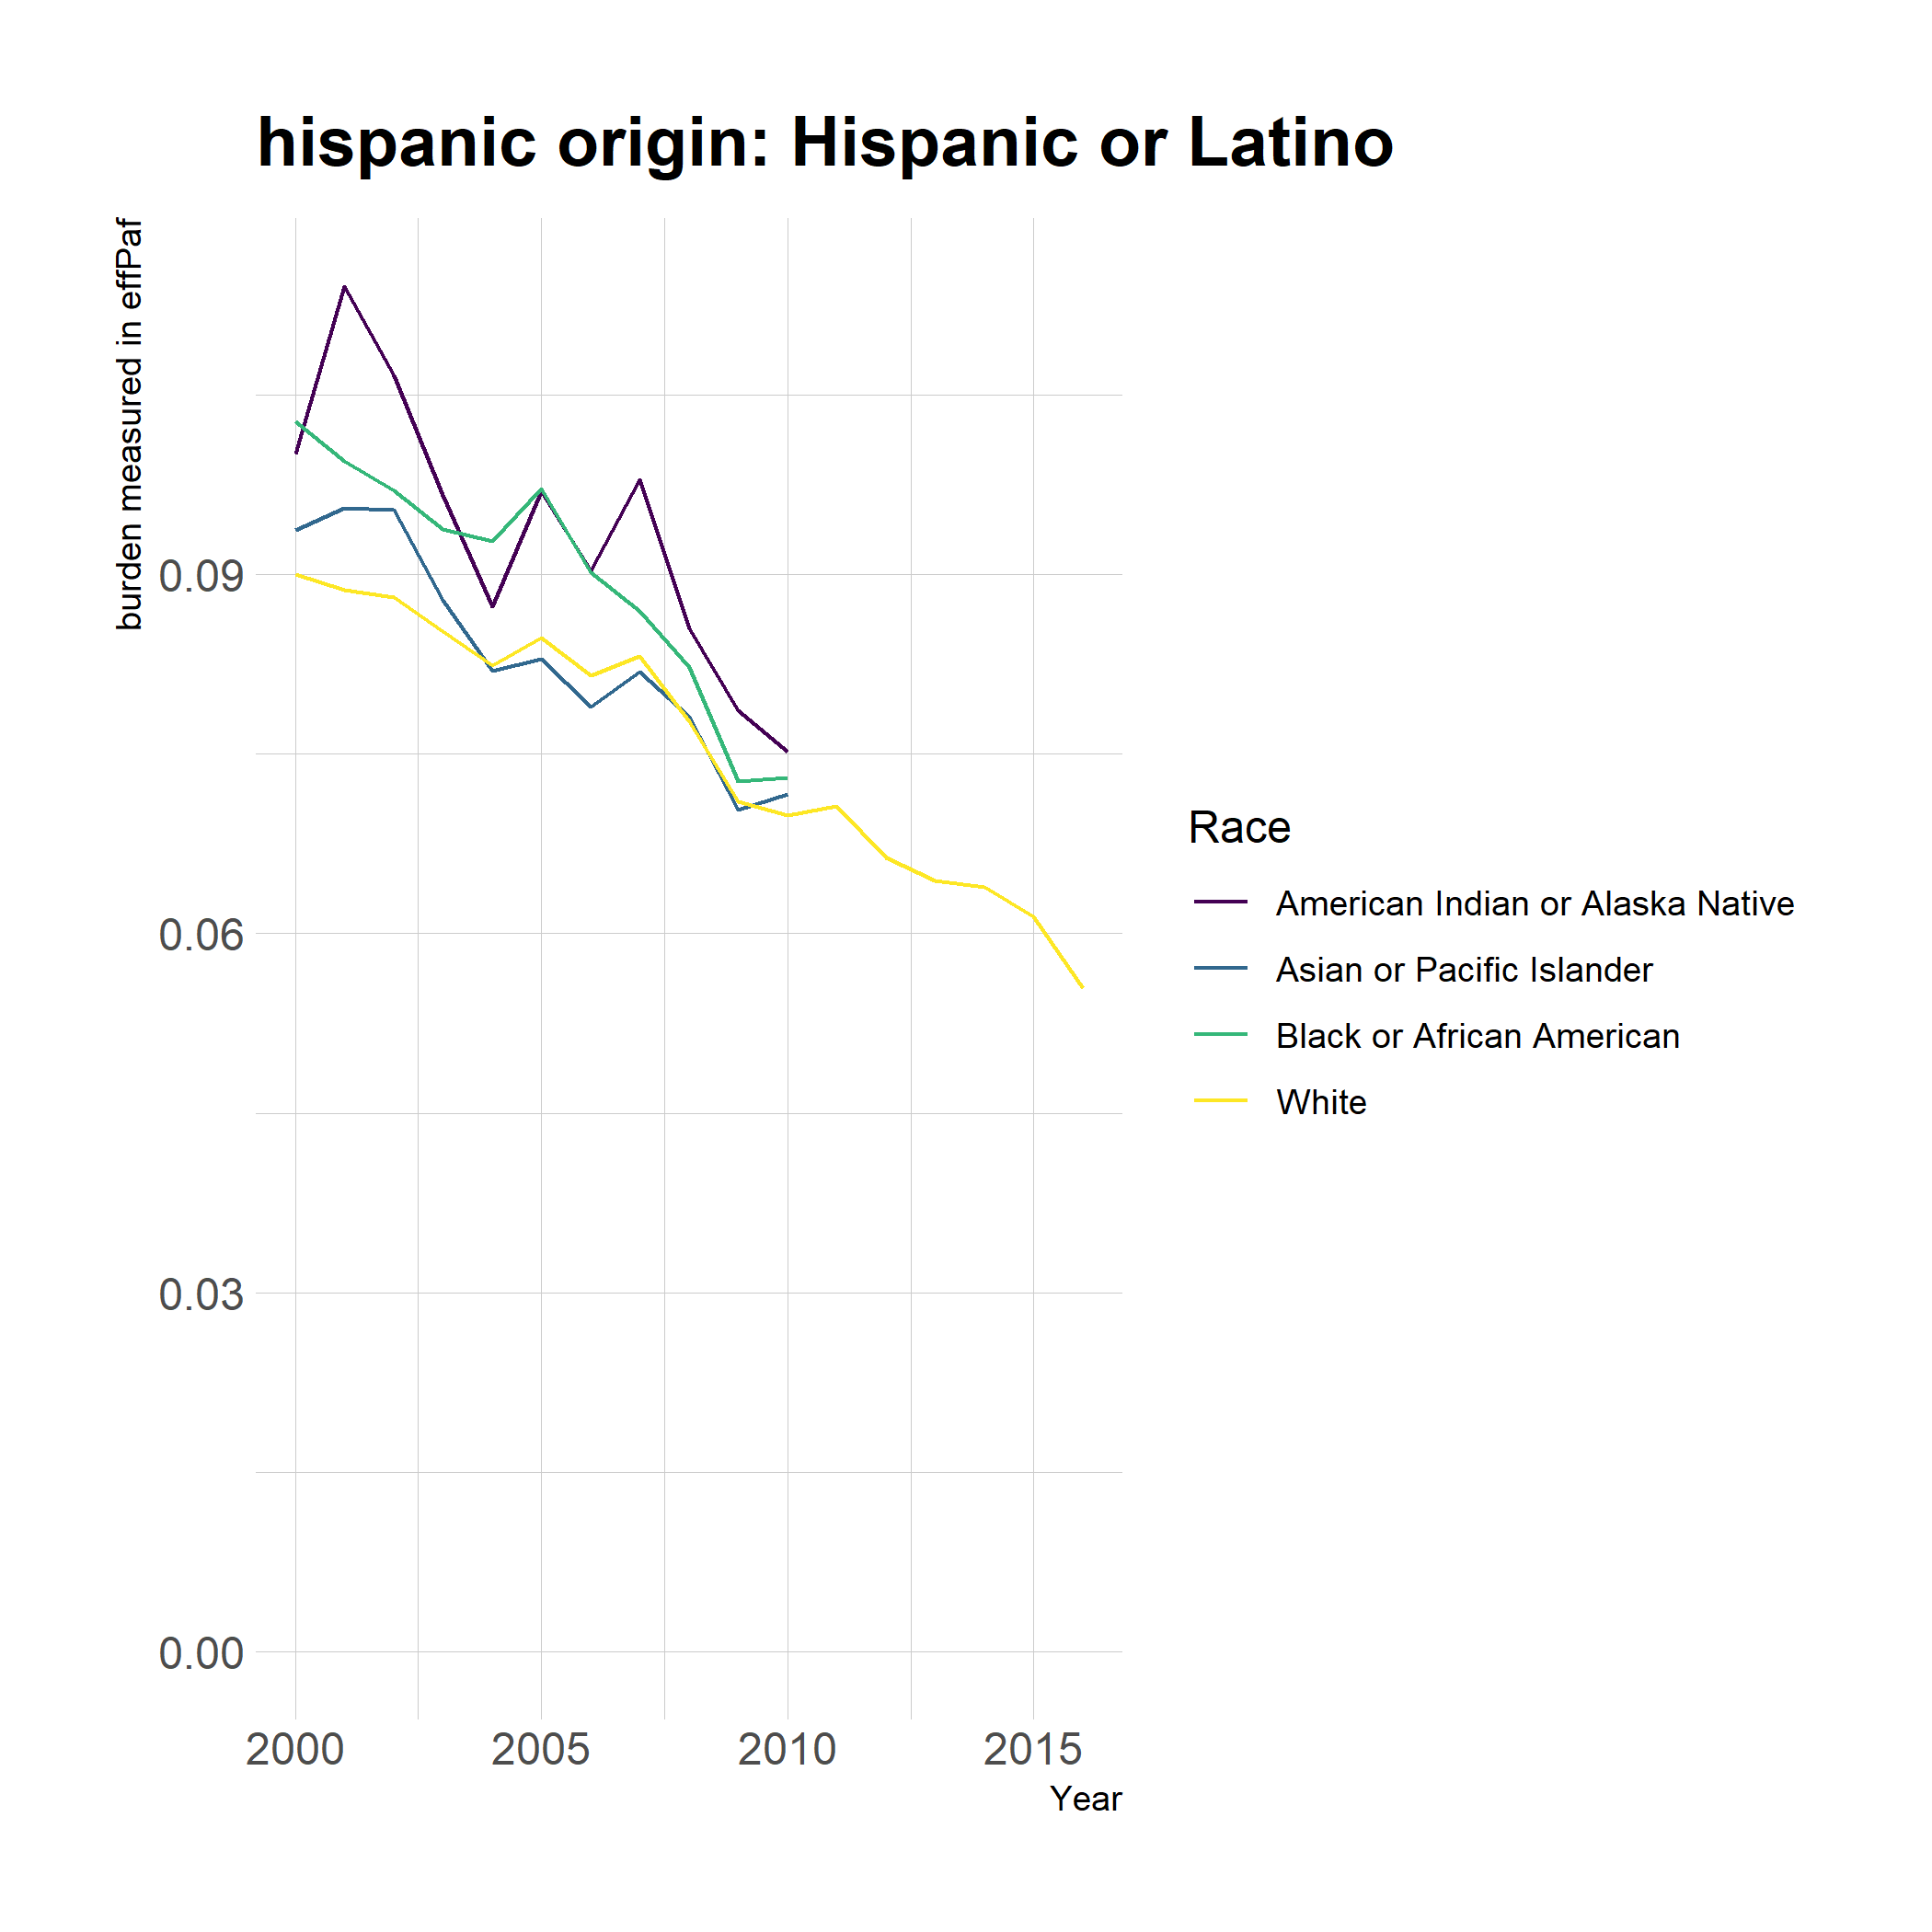 hispanic origin: Hispanic or Latino
burden measured in effPaf
0.09
0.06
0.03
0.00
2000 2005 2010 2015
Year
Race
American Indian or Alaska Native
Asian or Pacific Islander
Black or African American
White